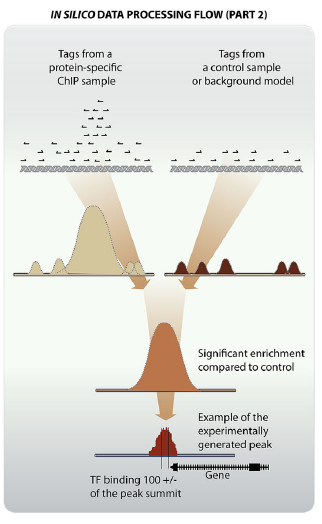 IN SILICO DATA PROCESSING FLOW (PART 2)
Tags from a
protein-specific
ChIP sample
Tags from
a control sample
or background model
Significant enrichment
compared to control
Example of the
experimentally
generated peak
Gene
TF binding 100 +/-
of the peak summit